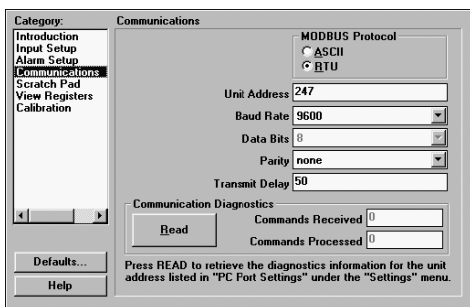 Category:
Introduction
Input Setup
Alarm Setup
Communications
Scratch Pad
View Registers
Calibration
Defaults...
Help
Communications
MODBUS Protocol
ASCII
RTU
Unit Address 247
Baud Rate 9600
Data Bits 8
Parity none
Transmit Delay 50
Communication Diagnostics
Read
Commands Received 0
Commands Processed 0
Press READ to retrieve the diagnostics information for the unit
address listed in "PC Port Settings" under the "Settings" menu.